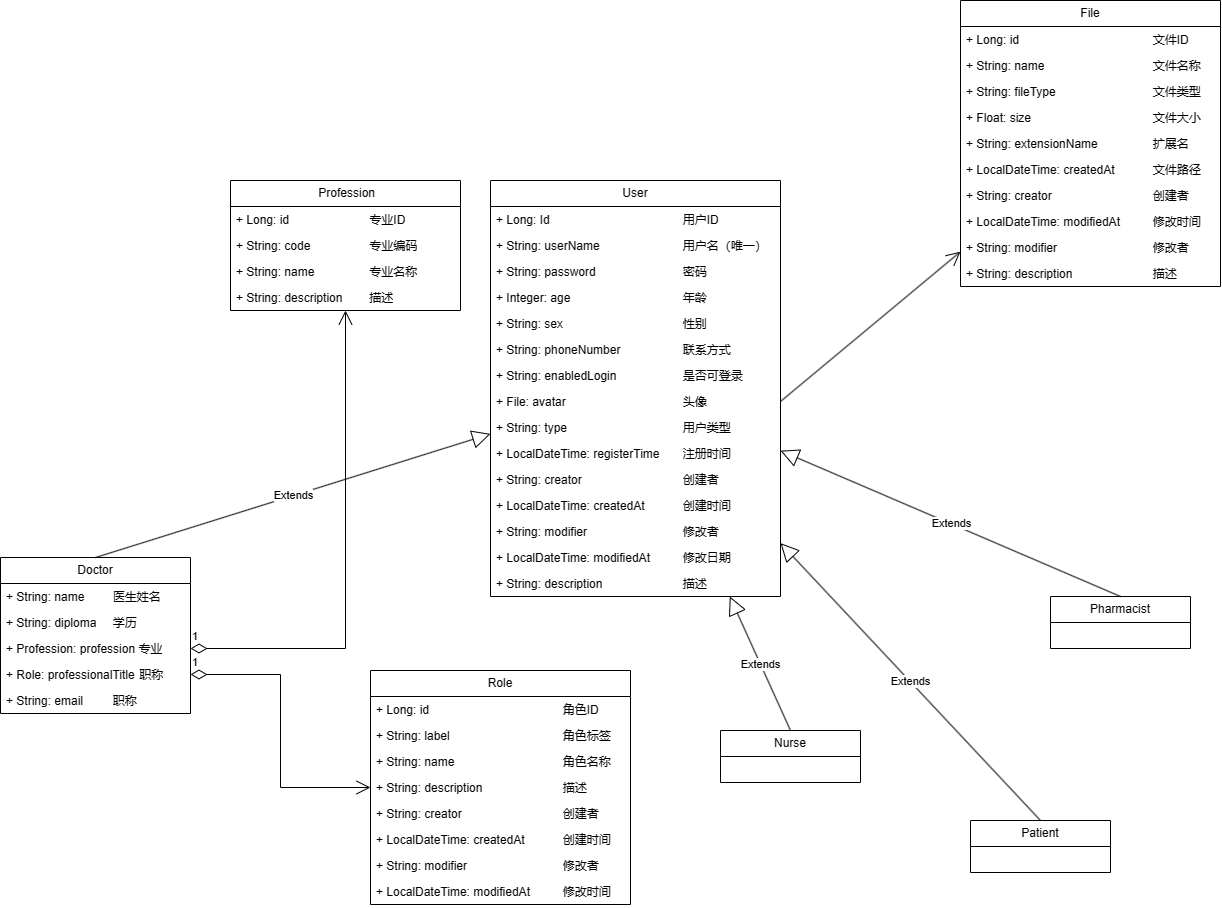 File
+ Long: id 文件ID
+ String: name 文件名称
+ String: fileType 文件类型
+ Float: size 文件大小
+ String: extensionName 扩展名
+ LocalDateTime: createdAt 文件路径
+ String: creator 创建者
+ LocalDateTime: modifiedAt 修改时间
+ String: modifier 修改者
+ String: description 描述
Profession
+ Long: id 专业ID
+ String: code 专业编码
+ String: name 专业名称
+ String: description 描述
User
+ Long: Id 用户ID
+ String: userName 用户名（唯一）
+ String: password 密码
+ Integer: age 年龄
+ String: sex 性别
+ String: phoneNumber 联系方式
+ String: enabledLogin 是否可登录
+ File: avatar 头像
+ String: type 用户类型
+ LocalDateTime: registerTime 注册时间
+ String: creator 创建者
+ LocalDateTime: createdAt 创建时间
+ String: modifier 修改者
+ LocalDateTime: modifiedAt 修改日期
+ String: description 描述
Extends
Extends
Doctor
+ String: name 医生姓名
+ String: diploma 学历
+ Profession: profession 专业
+ Role: professionalTitle 职称
+ String: email 职称
1
1
Pharmacist
Extends
Extends
Role
+ Long: id 角色ID
+ String: label 角色标签
+ String: name 角色名称
+ String: description 描述
+ String: creator 创建者
+ LocalDateTime: createdAt 创建时间
+ String: modifier 修改者
+ LocalDateTime: modifiedAt 修改时间
Nurse
Patient